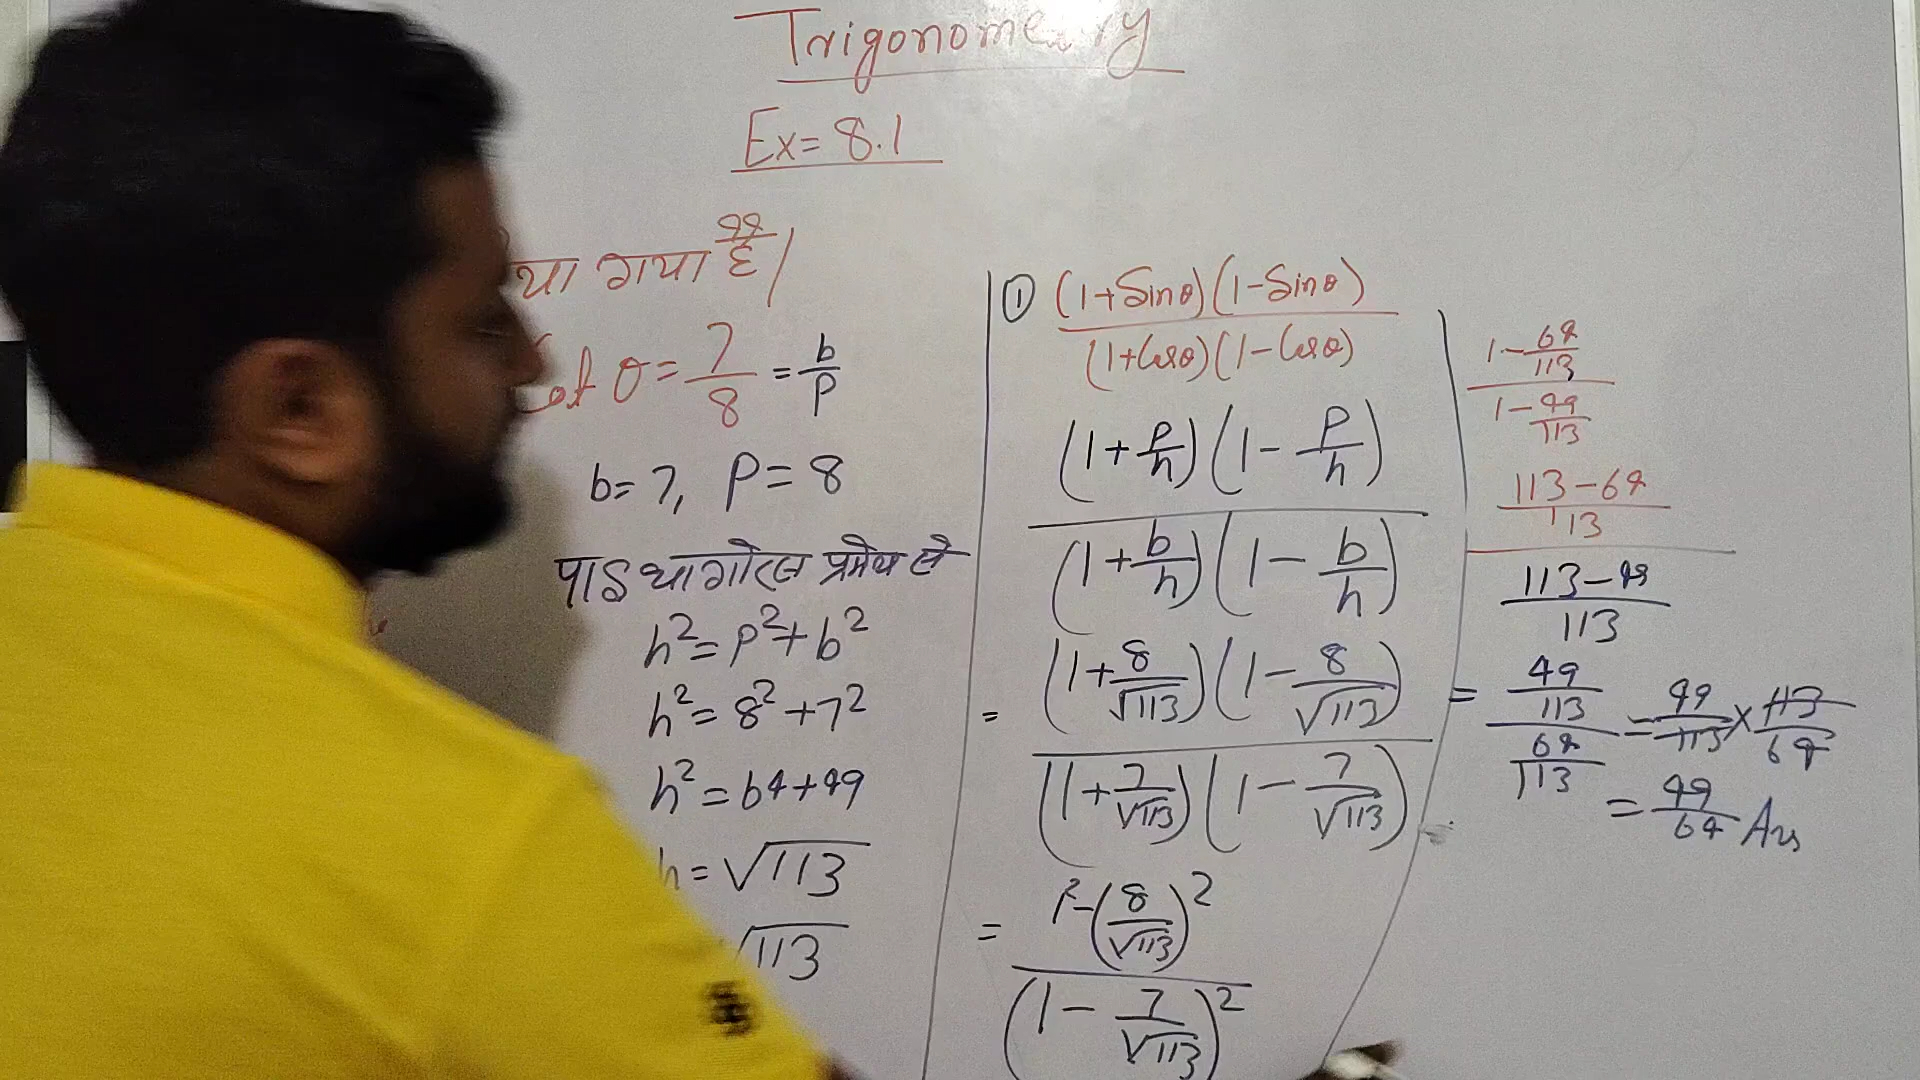 Trigonometry
Ex= 8.1
या गया है/
Cot θ = 7/8 = b/p
b= 7, P= 8
पाइथागोरस प्रमेय से
h² = p² + b²
h² = 8² + 7²
h² = 64+49
h = √113
√113
① (1+Sinθ)(1-Sinθ) / (1+Cosθ)(1-Cosθ)
(1+p/h)(1-p/h) / (1+b/h)(1-b/h)
= (1+8/√113)(1-8/√113) / (1+7/√113)(1-7/√113)
= 1²-(8/√113)² / (1-7/√113)²
1-64/113 / 1-49/113
113-64/113 / 113-49/113
= 49/113 / 64/113 = 49/113 × 113/64
= 49/64 Ans